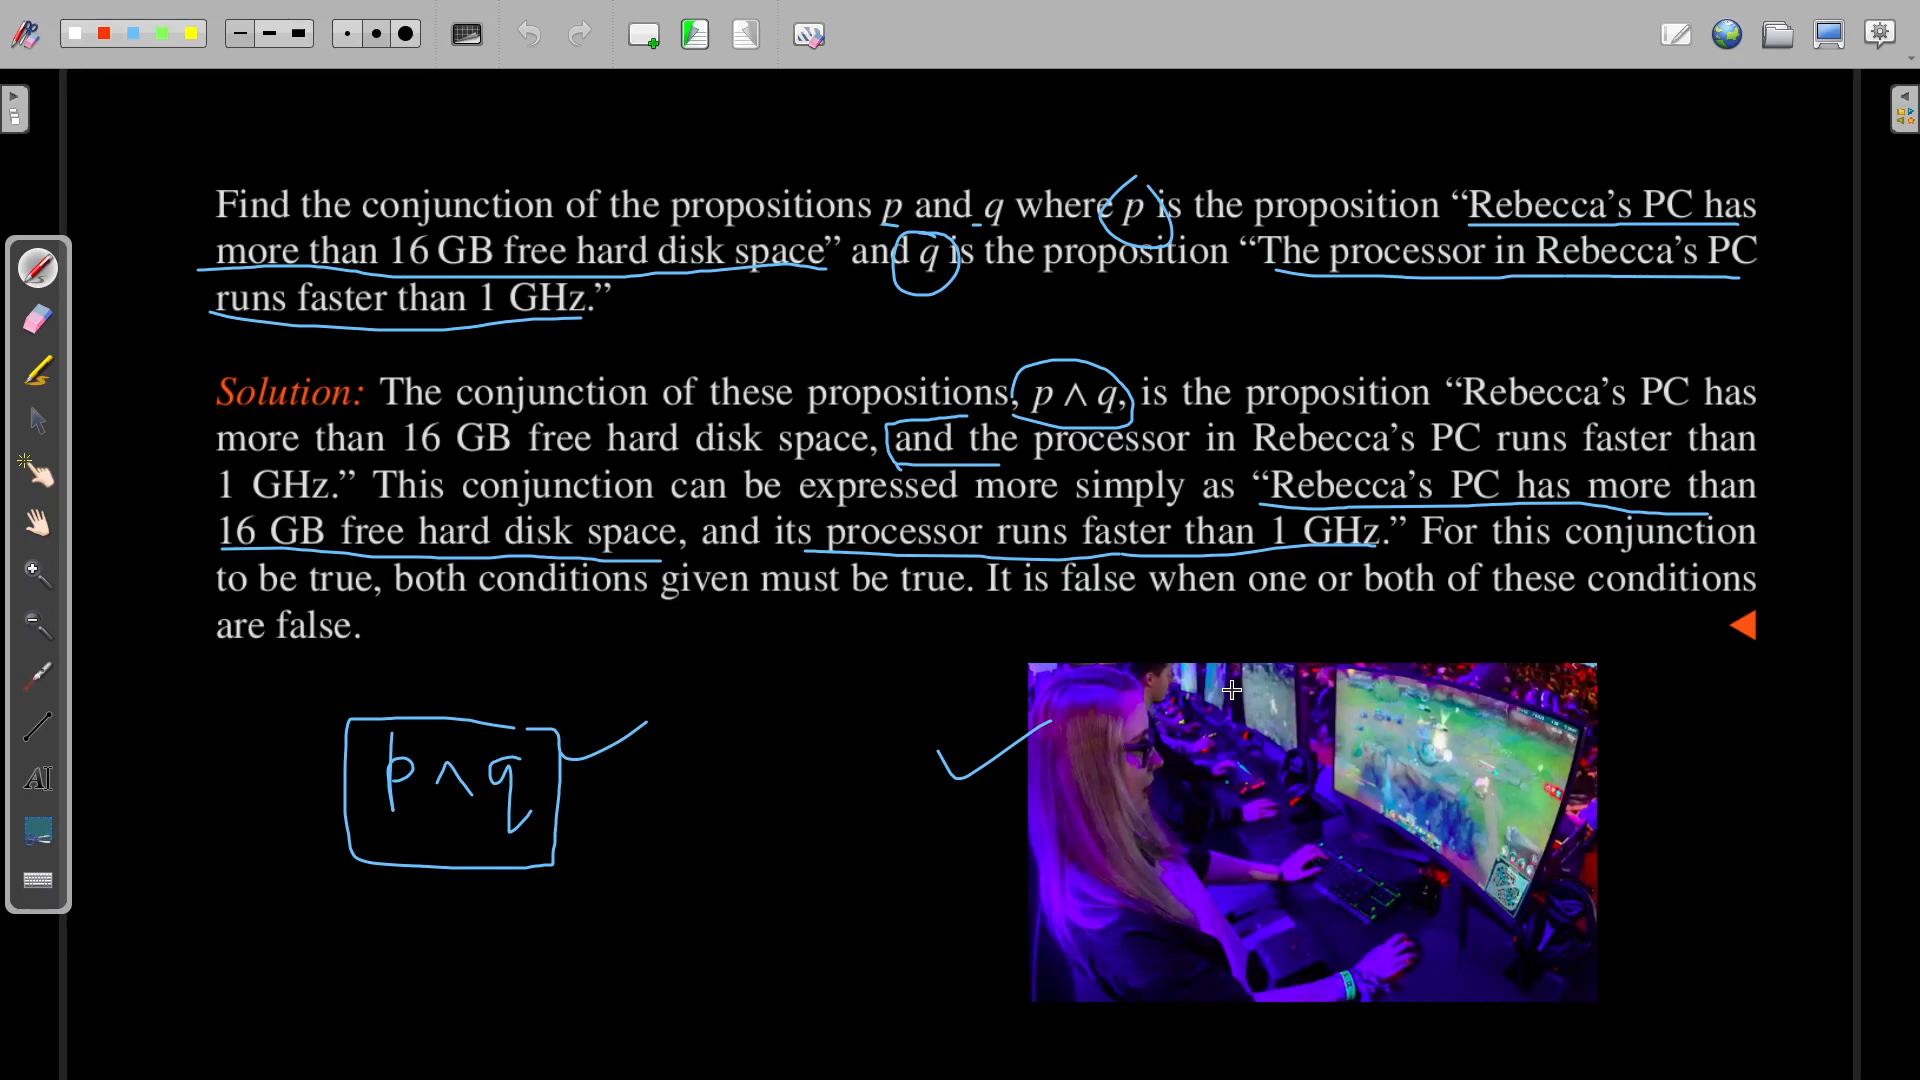 Find the conjunction of the propositions p and q where p is the proposition “Rebecca’s PC has
more than 16 GB free hard disk space” and q is the proposition “The processor in Rebecca’s PC
runs faster than 1 GHz.”
Solution: The conjunction of these propositions, p ∧ q, is the proposition “Rebecca’s PC has
more than 16 GB free hard disk space, and the processor in Rebecca’s PC runs faster than
1 GHz.” This conjunction can be expressed more simply as “Rebecca’s PC has more than
16 GB free hard disk space, and its processor runs faster than 1 GHz.” For this conjunction
to be true, both conditions given must be true. It is false when one or both of these conditions
are false.
p ∧ q
AI